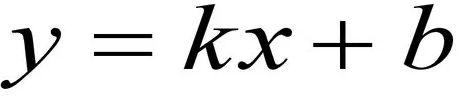 y = kx + b